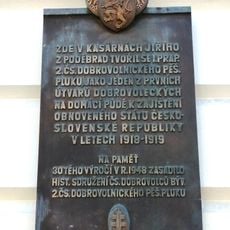 ZDE V KASÁRNÁCH JIŘÍHO
Z PODĚBRAD TVOŘIL SE I. PRAP.
2. ČS. DOBROVOLNICKÉHO PĚŠ.
PLUKU JAKO JEDEN Z PRVNÍCH
ÚTVARŮ DOBROVOLECKÝCH
NA DOMÁCÍ PŮDĚ K ZAJIŠTĚNÍ
OBNOVENÉHO STÁTU ČESKO-
SLOVENSKÉ REPUBLIKY
V LETECH 1918-1919
NA PAMĚŤ
30TÉHO VÝROČÍ V R. 1948 ZASADILO
HIST. SDRUŽENÍ ČS. DOBROVOLCŮ BÝV.
2. ČS. DOBROVOLNICKÉHO PĚŠ. PLUKU